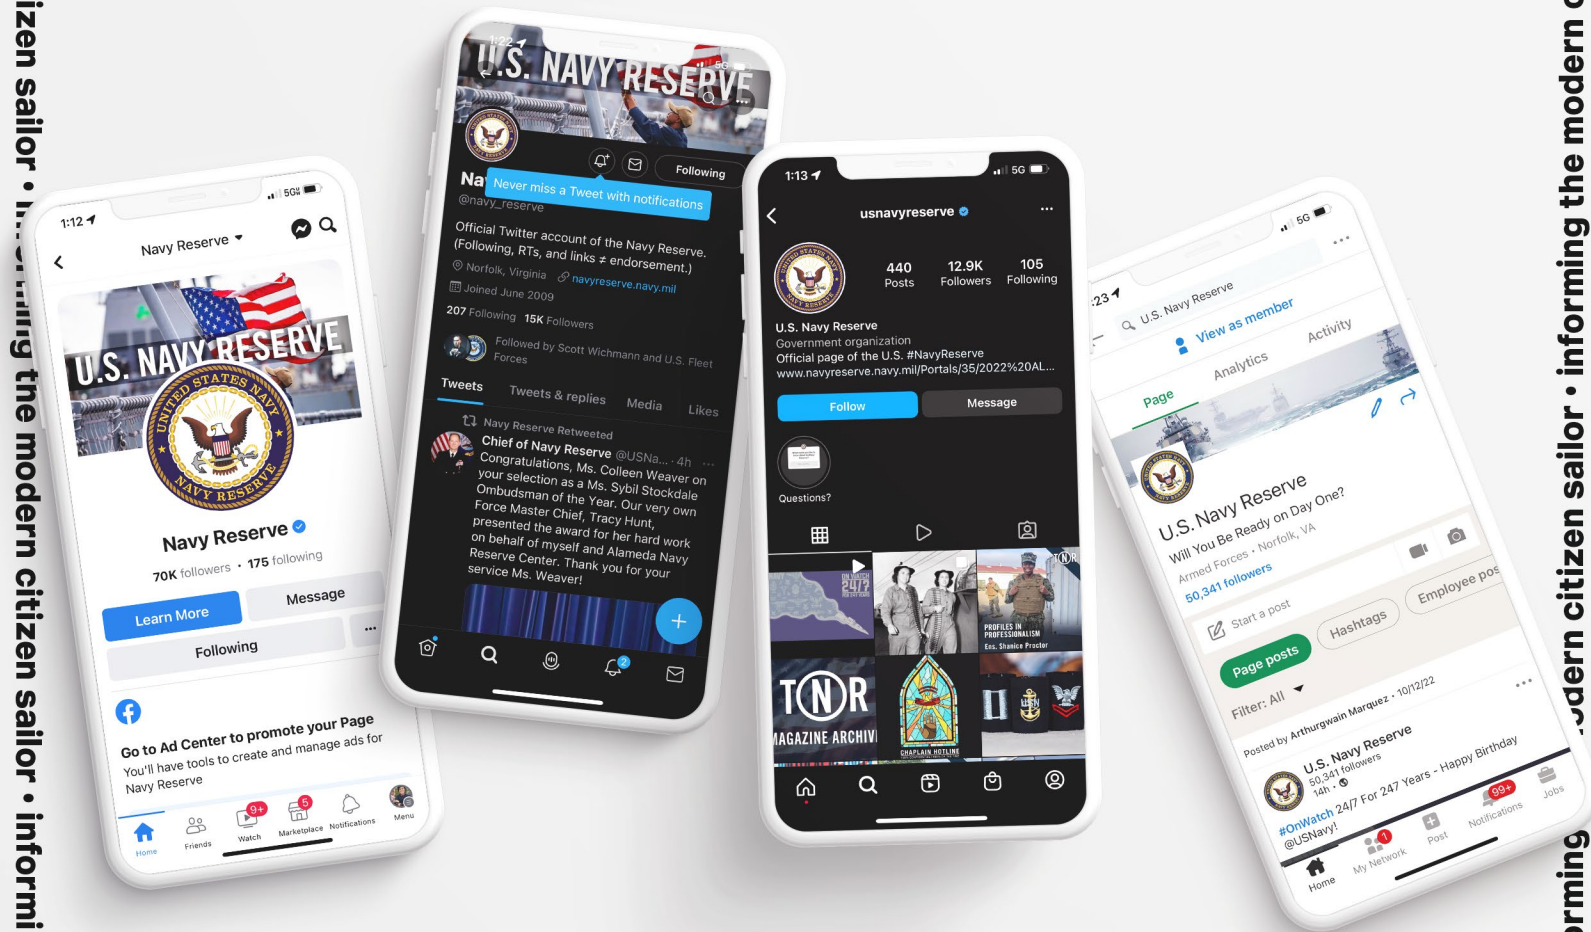 izen sailor • informing the modern citizen sailor • informi
1:12
5G
Navy Reserve
U.S. NAVY RESERVE
UNITED STATES NAVY
NAVY RESERVE
Navy Reserve
70K followers • 175 following
Learn More
Message
Following
...
Go to Ad Center to promote your Page
You'll have tools to create and manage ads for
Navy Reserve
9+
5
Home
Friends
Watch
Marketplace
Notifications
Menu
1:22
5G
U.S. NAVY RESERVE
Following
Na
Never miss a Tweet with notifications
@navy_reserve
Official Twitter account of the Navy Reserve.
(Following, RTs, and links ≠ endorsement.)
Norfolk, Virginia navyreserve.navy.mil
Joined June 2009
207 Following 15K Followers
Followed by Scott Wichmann and U.S. Fleet
Forces
Tweets
Tweets & replies
Media
Likes
Navy Reserve Retweeted
Chief of Navy Reserve @USNa... · 4h ...
Congratulations, Ms. Colleen Weaver on
your selection as a Ms. Sybil Stockdale
Ombudsman of the Year. Our very own
Force Master Chief, Tracy Hunt,
presented the award for her hard work
on behalf of myself and Alameda Navy
Reserve Center. Thank you for your
service Ms. Weaver!
2
1:13
5G
usnavyreserve
...
UNITED STATES NAVY
NAVY RESERVE
440
Posts
12.9K
Followers
105
Following
U.S. Navy Reserve
Government organization
Official page of the U.S. #NavyReserve
www.navyreserve.navy.mil/Portals/35/2022%20AL...
Follow
Message
Questions?
ON WATCH
24/7
TNR
PROFILES IN
PROFESSIONALISM
Ens. Shanice Proctor
TNR
MAGAZINE ARCHIV
CHAPLAIN HOTLINE
USN
:23
5G
U.S. Navy Reserve
...
View as member
Page
Analytics
Activity
U.S. Navy Reserve
Will You Be Ready on Day One?
Armed Forces • Norfolk, VA
50,341 followers
Start a post
Page posts
Hashtags
Employee pos
Filter: All
Posted by Arthurgwain Marquez • 10/12/22
...
U.S. Navy Reserve
50,341 followers
14h •
#OnWatch 24/7 For 247 Years - Happy Birthday
@USNavy!
1
99+
Home
My Network
Post
Notifications
Jobs
informing the modern citizen sailor • informing the modern c